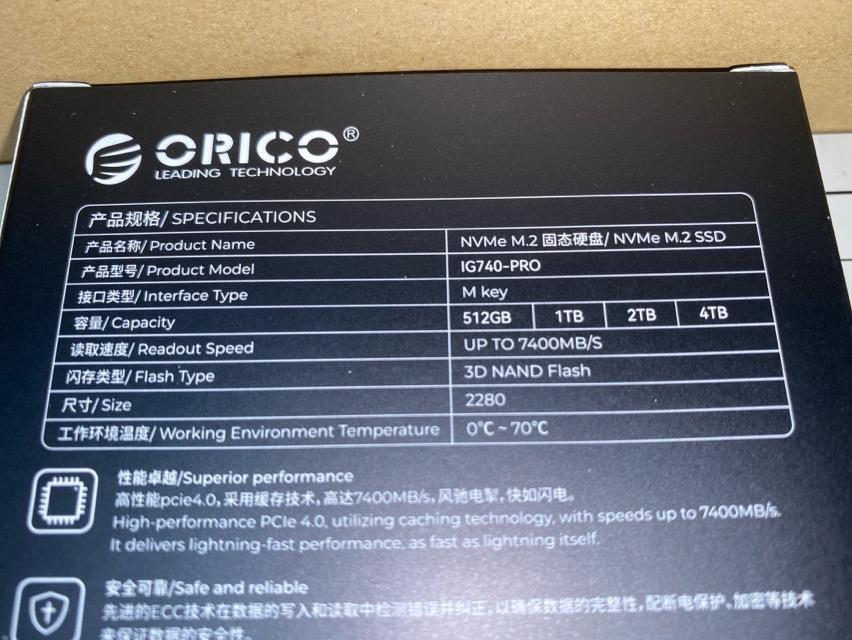 ORICO®
LEADING TECHNOLOGY
产品规格/ SPECIFICATIONS
产品名称/ Product Name NVMe M.2 固态硬盘/ NVMe M.2 SSD
产品型号/ Product Model IG740-PRO
接口类型/ Interface Type M key
容量/ Capacity 512GB 1TB 2TB 4TB
读取速度/ Readout Speed UP TO 7400MB/S
闪存类型/ Flash Type 3D NAND Flash
尺寸/ Size 2280
工作环境温度/ Working Environment Temperature 0℃ ~ 70℃
性能卓越/Superior performance
高性能pcie4.0, 采用缓存技术, 高达7400MB/s, 风驰电掣, 快如闪电。
High-performance PCIe 4.0, utilizing caching technology, with speeds up to 7400MB/s.
It delivers lightning-fast performance, as fast as lightning itself.
安全可靠/Safe and reliable
先进的ECC技术在数据的写入和读取中检测错误并纠正, 以确保数据的完整性, 配断电保护、加密等技术
来保证数据的安全性。